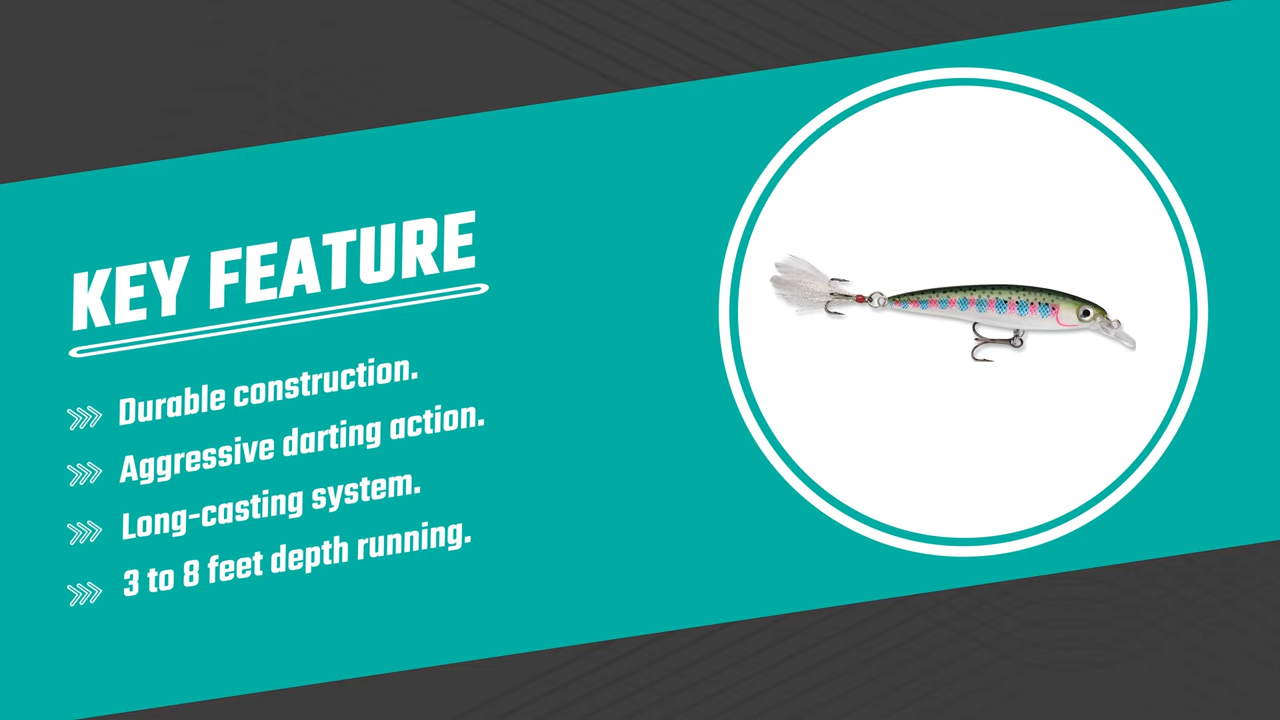 KEY FEATURE
Durable construction.
Aggressive darting action.
Long-casting system.
3 to 8 feet depth running.